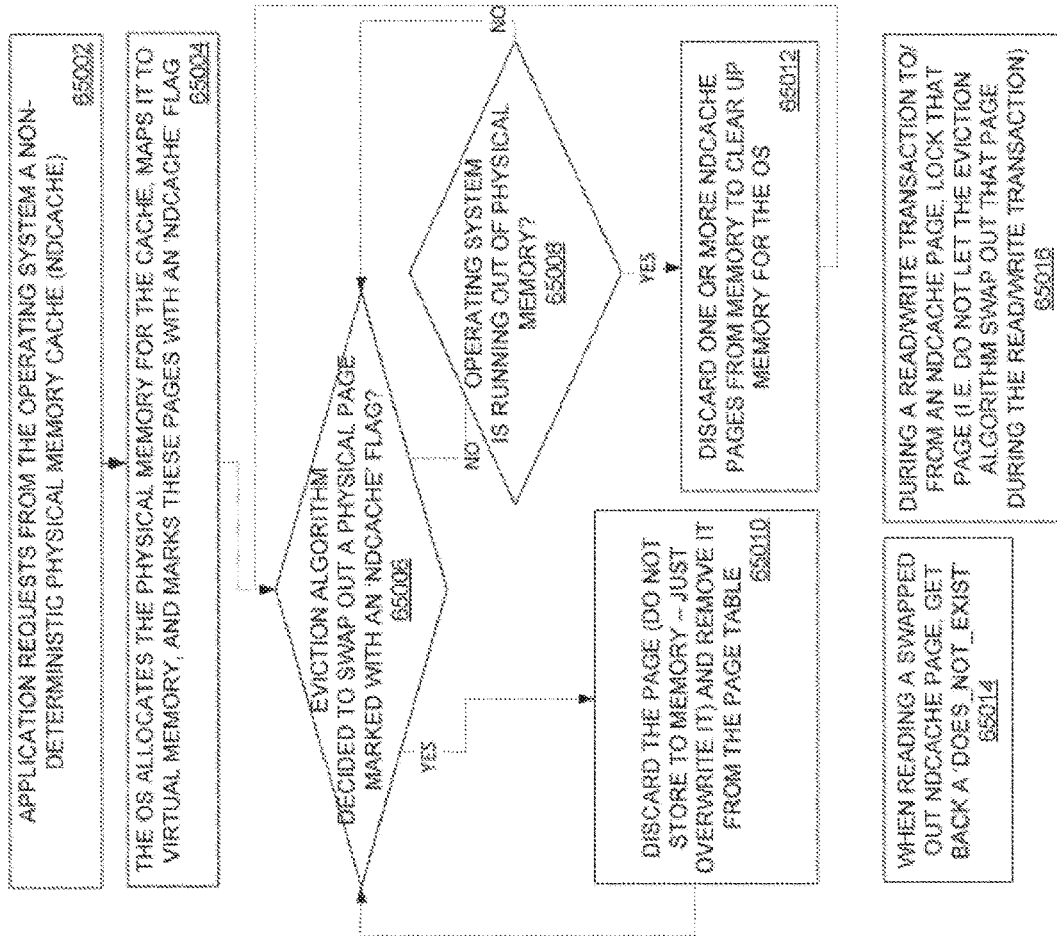 APPLICATION REQUESTS FROM THE OPERATING SYSTEM A NON-
DETERMINISTIC PHYSICAL MEMORY CACHE (NDCACHE)
65002
THE OS ALLOCATES THE PHYSICAL MEMORY FOR THE CACHE, MAPS IT TO
VIRTUAL MEMORY, AND MARKS THESE PAGES WITH AN 'NDCACHE' FLAG
65004
EVICTION ALGORITHM
DECIDED TO SWAP OUT A PHYSICAL PAGE
MARKED WITH AN 'NDCACHE' FLAG?
65006
YES
NO
OPERATING SYSTEM
IS RUNNING OUT OF PHYSICAL
MEMORY?
65008
NO
YES
DISCARD THE PAGE (DO NOT
STORE TO MEMORY – JUST
OVERWRITE IT) AND REMOVE IT
FROM THE PAGE TABLE
65010
DISCARD ONE OR MORE NDCACHE
PAGES FROM MEMORY TO CLEAR UP
MEMORY FOR THE OS
65012
WHEN READING A SWAPPED
OUT NDCACHE PAGE, GET
BACK A 'DOES_NOT_EXIST'
65014
DURING A READ/WRITE TRANSACTION TO/
FROM AN NDCACHE PAGE, LOCK THAT
PAGE (I.E. DO NOT LET THE EVICTION
ALGORITHM SWAP OUT THAT PAGE
DURING THE READ/WRITE TRANSACTION)
65016